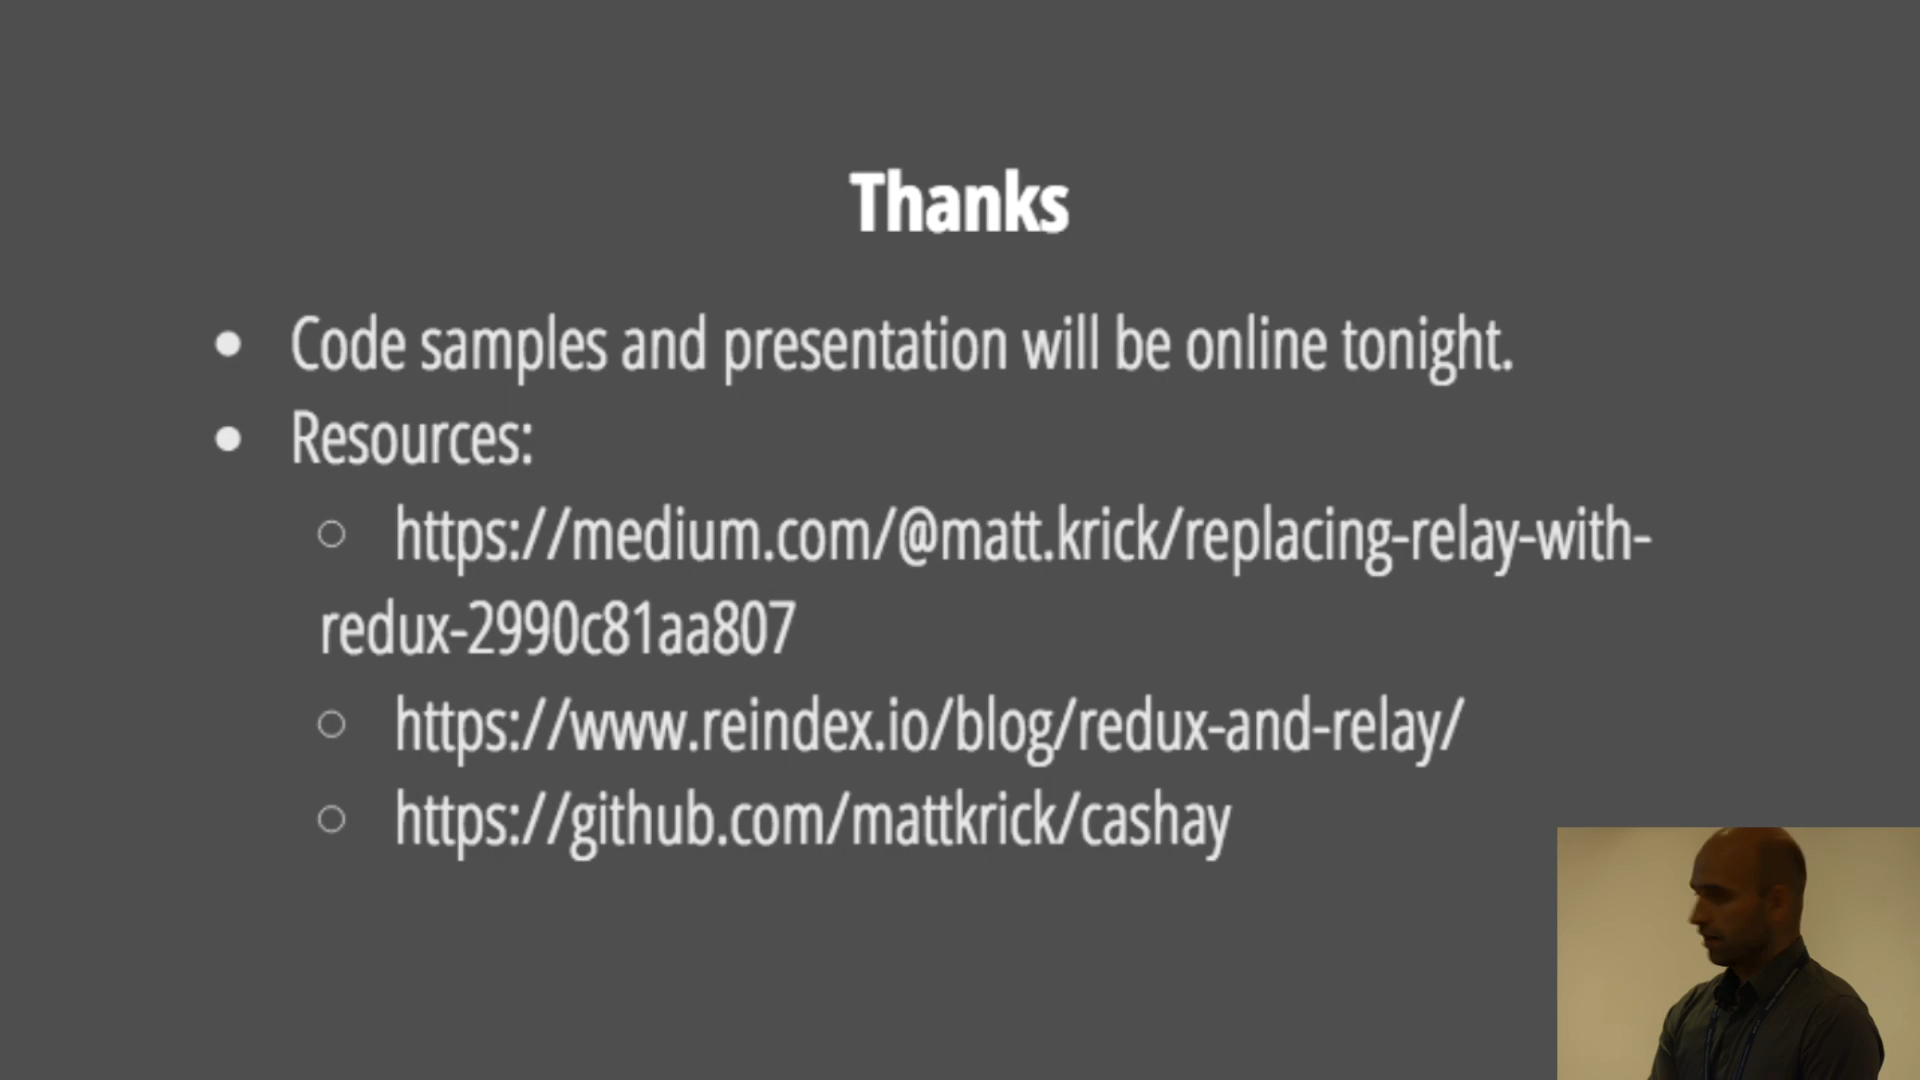 Thanks
● Code samples and presentation will be online tonight.
● Resources:
○ https://medium.com/@matt.krick/replacing-relay-with-
redux-2990c81aa807
○ https://www.reindex.io/blog/redux-and-relay/
○ https://github.com/mattkrick/cashay